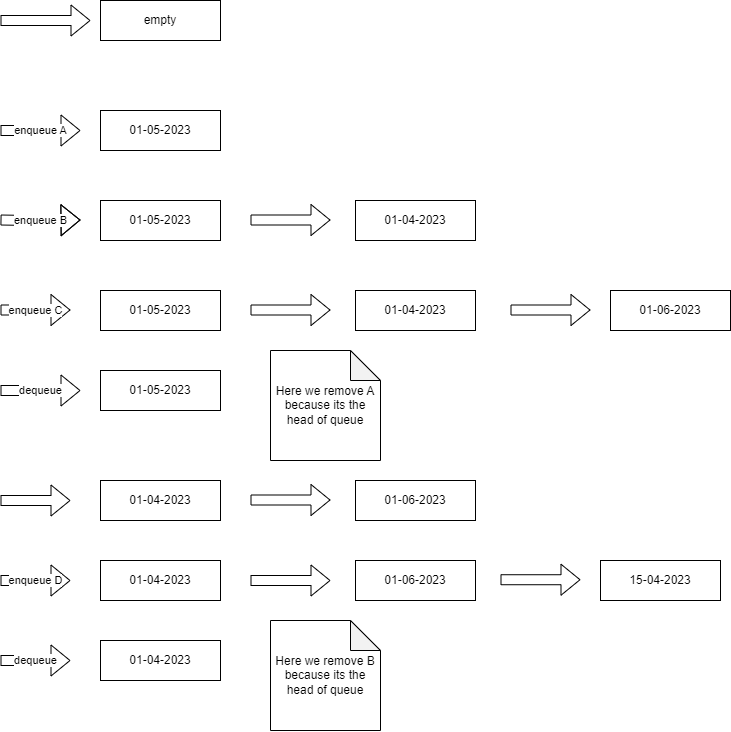 empty
enqueue A
01-05-2023
enqueue B
01-05-2023
01-04-2023
enqueue C
01-05-2023
01-04-2023
01-06-2023
dequeue
01-05-2023
Here we remove A
because its the
head of queue
01-04-2023
01-06-2023
enqueue D
01-04-2023
01-06-2023
15-04-2023
dequeue
01-04-2023
Here we remove B
because its the
head of queue